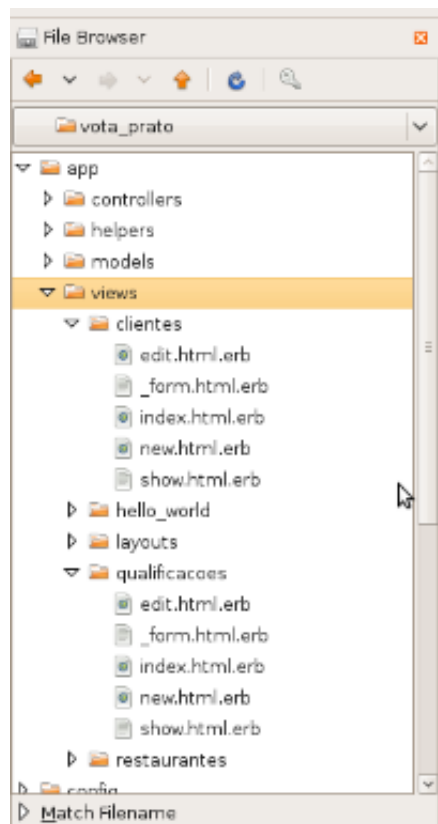 File Browser
vota_prato
app
controllers
helpers
models
views
clientes
edit.html.erb
_form.html.erb
index.html.erb
new.html.erb
show.html.erb
hello_world
layouts
qualificacoes
edit.html.erb
_form.html.erb
index.html.erb
new.html.erb
show.html.erb
restaurantes
config
Match Filename